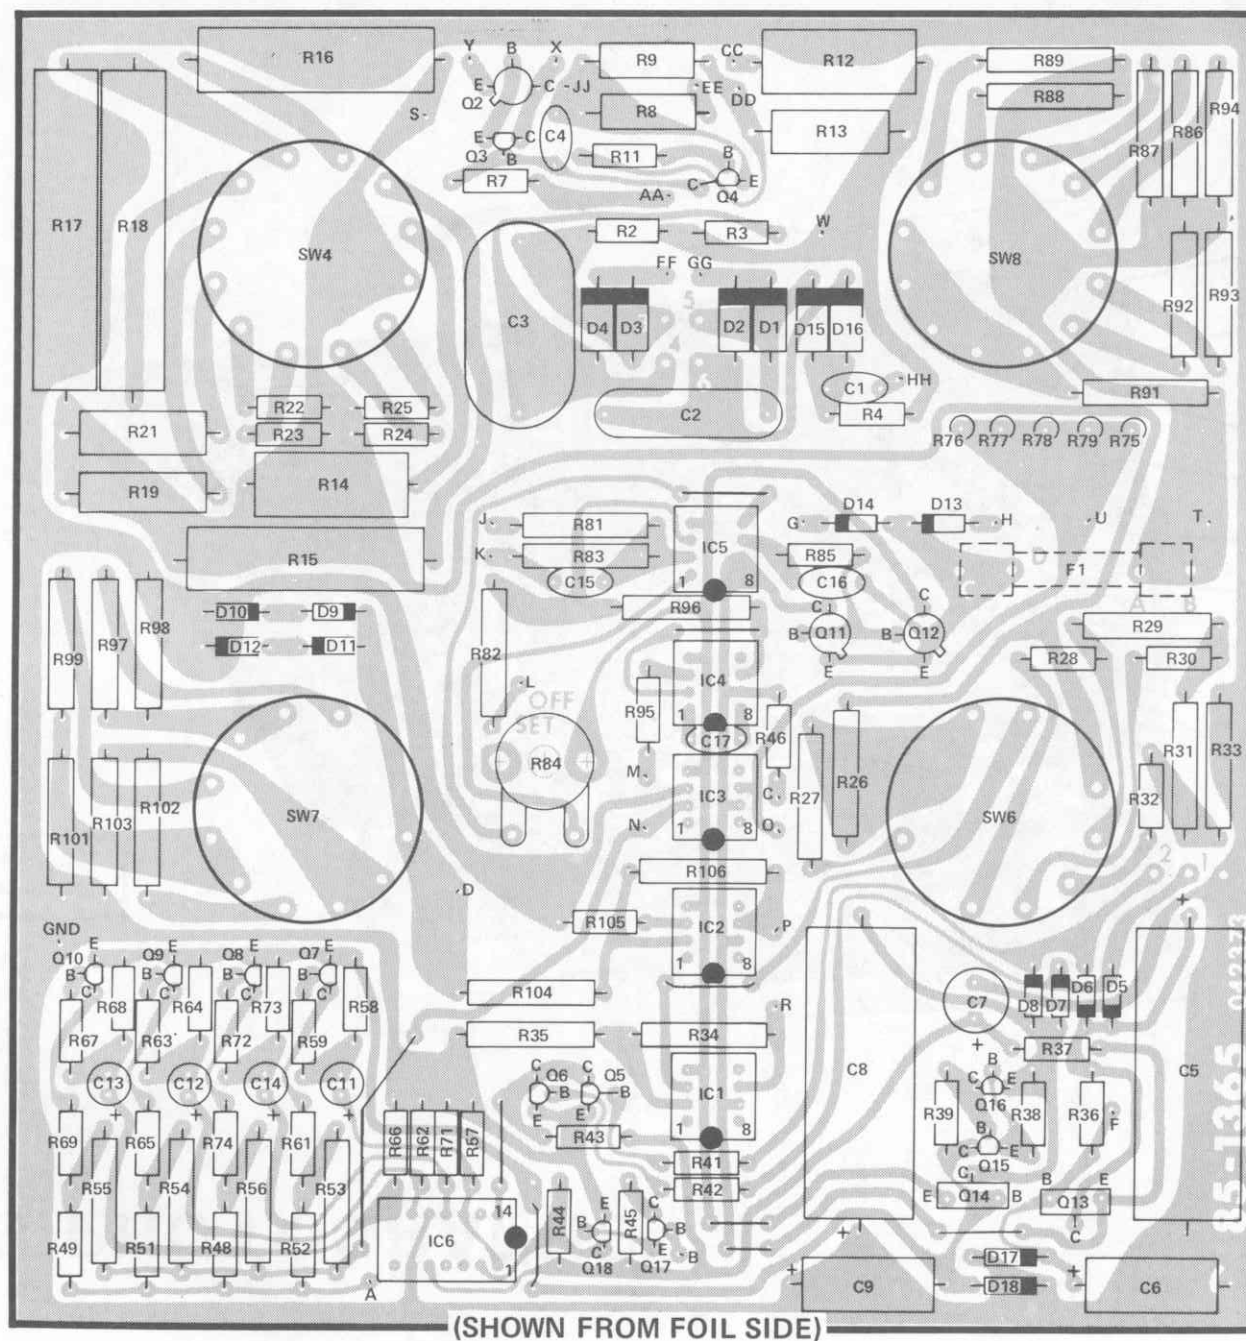 Y B X CC
R16 R9 R12 R89
E C JJ EE DD
Q2 R8 R88
S R94
R86
E C C4 R13 R87
Q3 B R11 B
R7 C E
Q4
AA
R17 R18 R2 R3 W
SW4 SW8
FF GG R92 R93
5
C3 D4 D3 D2 D1 D15 D16
4
6
C1 HH
R91
R22 R25 C2 R4
R21 R23 R24 R76 R77 R78 R79 R75
R19 R14
J R81 G D14 D13 H U T
K R83 IC5 R85 D
R15 C15 1 8 C16 C F1
D10 D9 R96 C C A B
R99 R97 R98 B Q11 B Q12 R29
D12 D11 R82 E E R28 R30
L IC4
OFF R95 1 8
SET C17 R46
R84 R31 R33
M IC3 C R27 R26 R32
R101 R103 R102 SW7 N 1 8 O SW6
2 1
R106
D +
GND R105 IC2 P
Q10 E Q9 E Q8 E Q7 E
B B B B 1 8
C C C C
R67 R68 R63 R64 R72 R73 R59 R58 R104 R C7 D8 D7 D6 D5
R35 R34 + R37
C13 C12 C14 C11 C Q6 C Q5 C8 C5
+ + + + B B IC1 B
E E C E
R69 R65 R74 R61 R66 R62 R71 R57 R43 1 8 R39 Q16 R38 R36 F
R55 R54 R56 R53 R41 B
C E
R42 Q15
C
14 R44 E R45 C E Q14 B B E
B B Q13
R49 R51 R48 R52 IC6 C E C
1 Q18 Q17 B + +
D17
A + C9 D18 + C6
85-1365 04227-3
(SHOWN FROM FOIL SIDE)